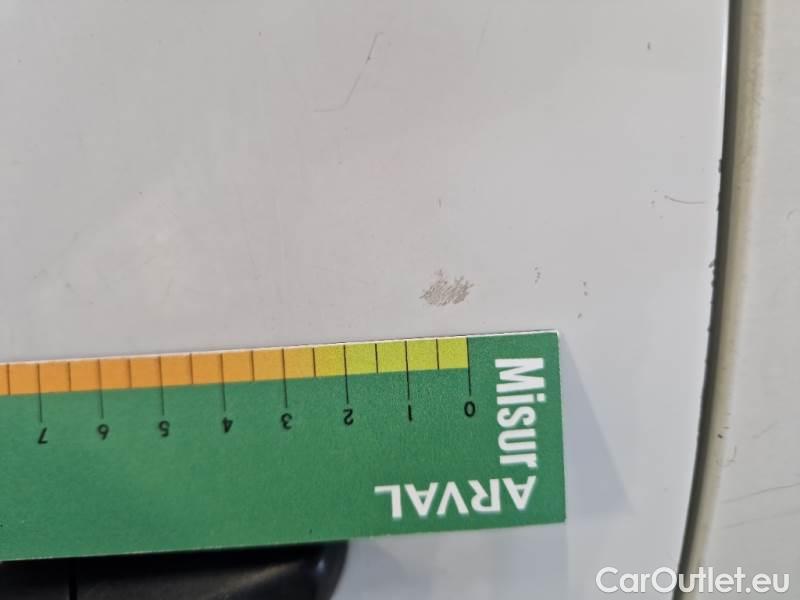 7 6 5 4 3 2 1 0
Misur
ARVAL
CarOutlet.eu